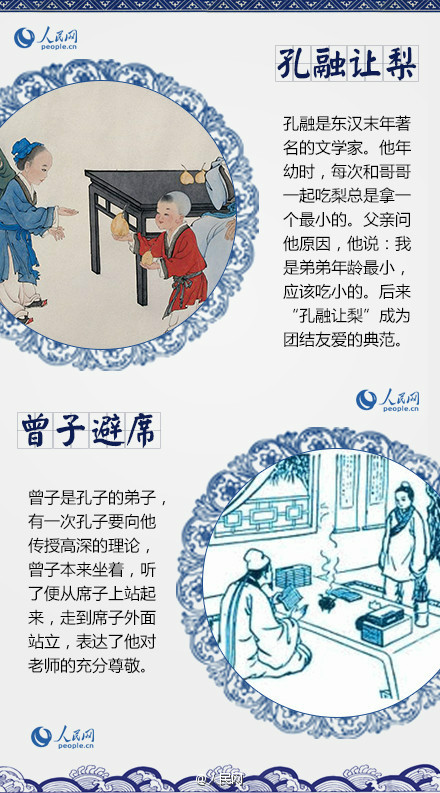 人民网
people.cn
孔融让梨
孔融是东汉末年著
名的文学家。他年
幼时，每次和哥哥
一起吃梨总是拿一
个最小的。父亲问
他原因，他说：我
是弟弟年龄最小，
应该吃小的。后来
“孔融让梨”成为
团结友爱的典范。
人民网
people.cn
曾子避席
曾子是孔子的弟子，
有一次孔子要向他
传授高深的理论，
曾子本来坐着，听
了便从席子上站起
来，走到席子外面
站立，表达了他对
老师的充分尊敬。
人民网
people.cn
@人民网